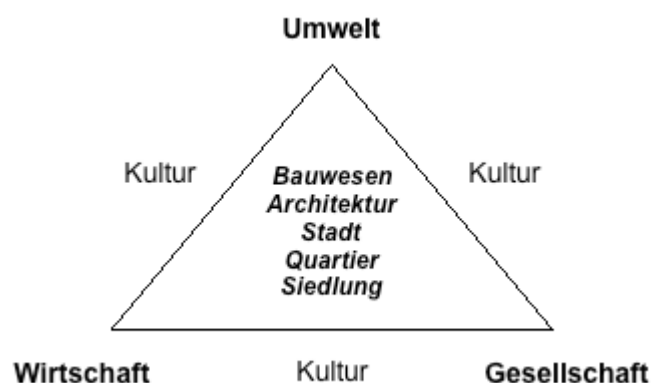 Umwelt
Kultur Kultur
Bauwesen
Architektur
Stadt
Quartier
Siedlung
Wirtschaft Kultur Gesellschaft